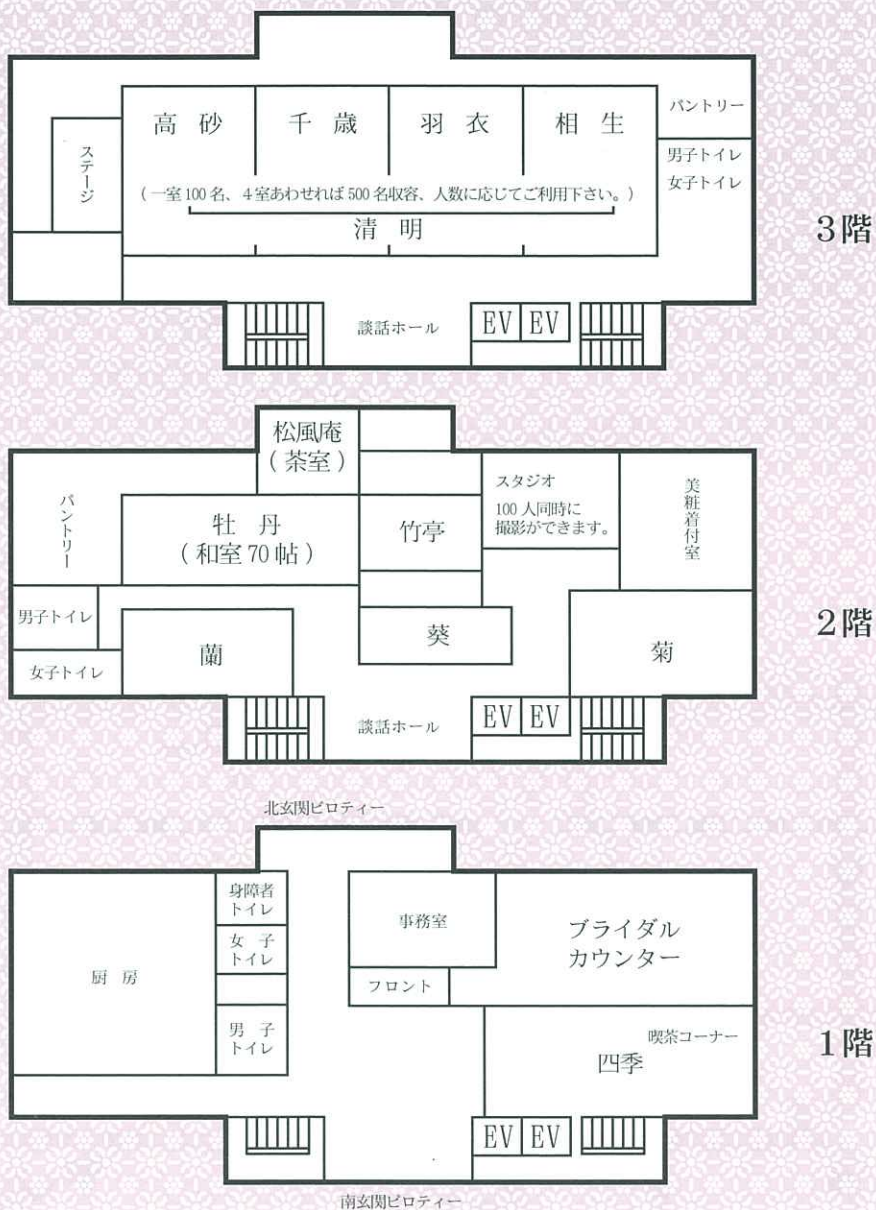 高砂
千歳
羽衣
相生
パントリー
ステージ
男子トイレ
女子トイレ
(一室100名、4室あわせれば500名収容、人数に応じてご利用下さい。)
清明
3階
談話ホール
EV
EV
松風庵
(茶室)
パントリー
牡丹
(和室70帖)
竹亭
スタジオ
100人同時に
撮影ができます。
美粧着付室
男子トイレ
女子トイレ
蘭
葵
菊
2階
談話ホール
EV
EV
北玄関ピロティー
厨房
身障者
トイレ
女子
トイレ
男子
トイレ
事務室
フロント
ブライダル
カウンター
喫茶コーナー
四季
1階
EV
EV
南玄関ピロティー